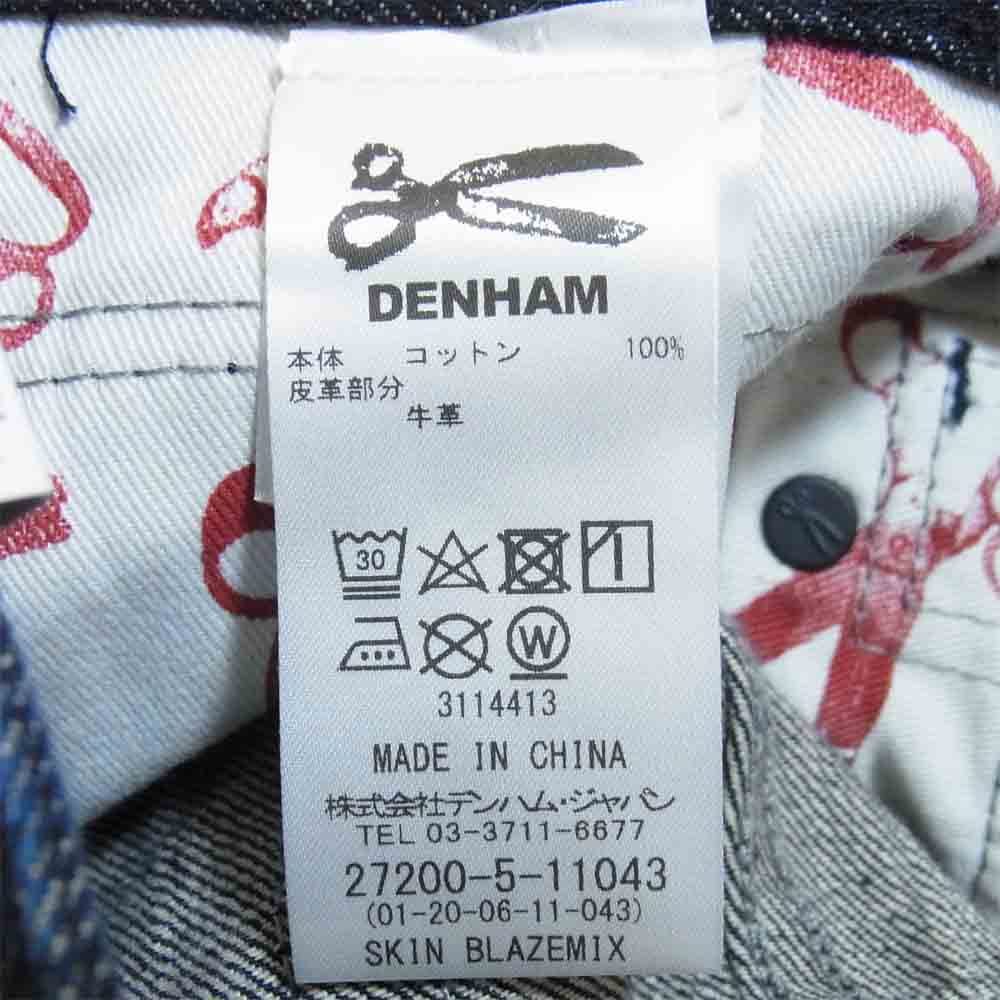 DENHAM
本体 コットン 100%
皮革部分
牛革
30
W
3114413
MADE IN CHINA
株式会社デンハム・ジャパン
TEL 03-3711-6677
27200-5-11043
(01-20-06-11-043)
SKIN BLAZEMIX